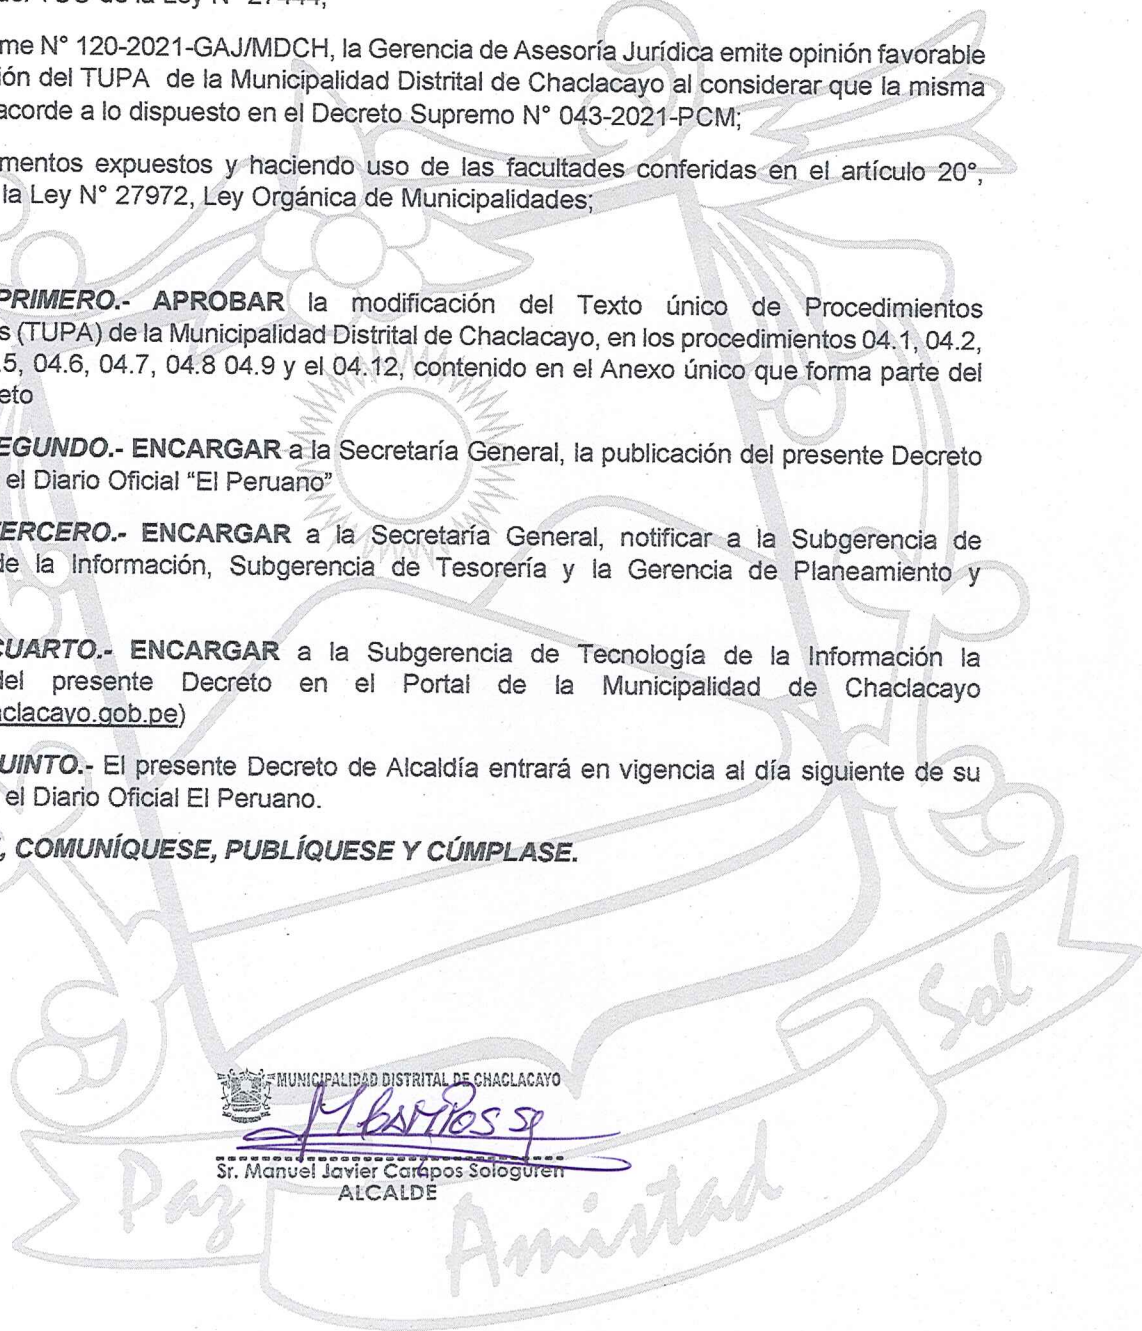 del TUO de la Ley N° 27444;
me N° 120-2021-GAJ/MDCH, la Gerencia de Asesoría Jurídica emite opinión favorable
ión del TUPA de la Municipalidad Distrital de Chaclacayo al considerar que la misma
acorde a lo dispuesto en el Decreto Supremo N° 043-2021-PCM;
mentos expuestos y haciendo uso de las facultades conferidas en el artículo 20°,
la Ley N° 27972, Ley Orgánica de Municipalidades;
PRIMERO.- APROBAR la modificación del Texto único de Procedimientos
s (TUPA) de la Municipalidad Distrital de Chaclacayo, en los procedimientos 04.1, 04.2,
.5, 04.6, 04.7, 04.8 04.9 y el 04.12, contenido en el Anexo único que forma parte del
eto
EGUNDO.- ENCARGAR a la Secretaría General, la publicación del presente Decreto
el Diario Oficial “El Peruano”
ERCERO.- ENCARGAR a la Secretaría General, notificar a la Subgerencia de
de la Información, Subgerencia de Tesorería y la Gerencia de Planeamiento y
CUARTO.- ENCARGAR a la Subgerencia de Tecnología de la Información la
del presente Decreto en el Portal de la Municipalidad de Chaclacayo
aclacayo.gob.pe)
UINTO.- El presente Decreto de Alcaldía entrará en vigencia al día siguiente de su
el Diario Oficial El Peruano.
, COMUNÍQUESE, PUBLÍQUESE Y CÚMPLASE.
Sol
MUNICIPALIDAD DISTRITAL DE CHACLACAYO
Sr. Manuel Javier Campos Sologuren
ALCALDE
Paz
Amistad